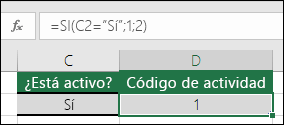 fx =SI(C2="Sí";1;2)
C D
¿Está activo? Código de actividad
Sí 1